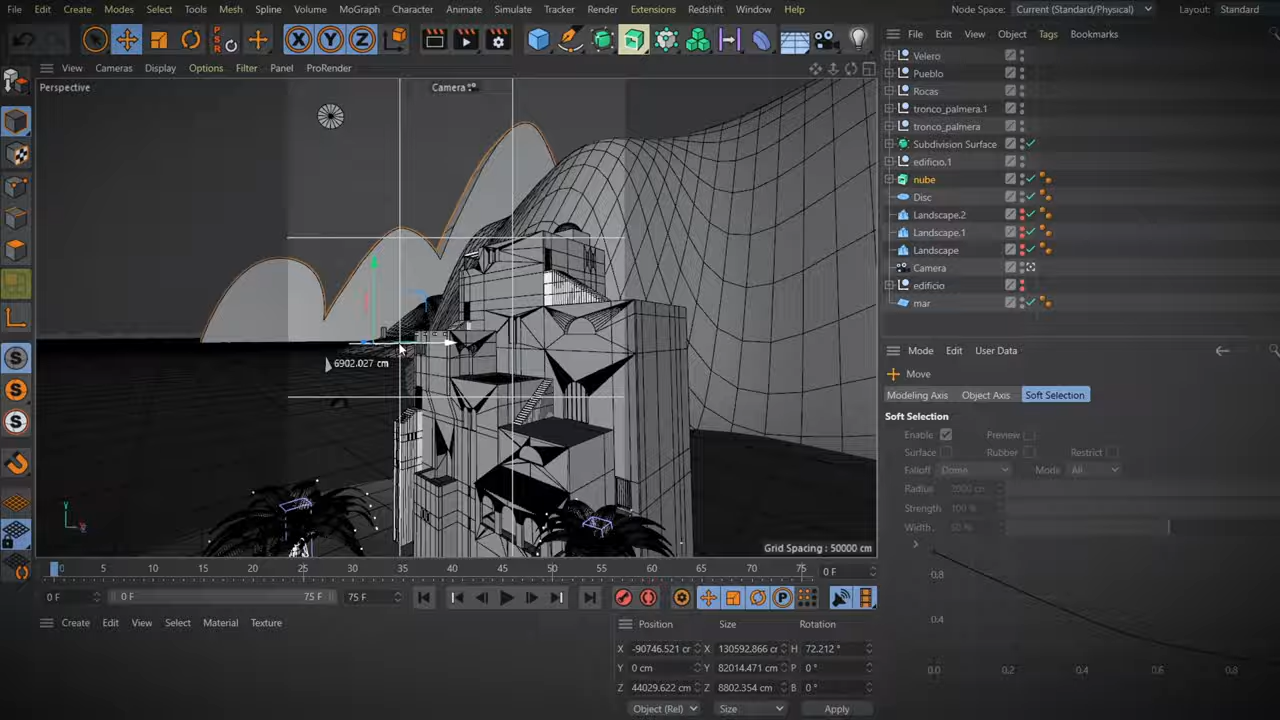 File Edit Create Modes Select Tools Mesh Spline Volume MoGraph Character Animate Simulate Tracker Render Extensions Redshift Window Help Node Space: Current (Standard/Physical) Layout: Standard
X Y Z
PSR
File Edit View Object Tags Bookmarks
View Cameras Display Options Filter Panel ProRender
Perspective
Camera
Velero
Pueblo
Rocas
tronco_palmera.1
tronco_palmera
Subdivision Surface
edificio.1
nube
Disc
Landscape.2
Landscape.1
Landscape
Camera
edificio
mar
6902.027 cm
Y
Grid Spacing : 50000 cm
Mode Edit User Data
Move
Modeling Axis Object Axis Soft Selection
Soft Selection
Enable Preview
Surface Rubber Restrict
Falloff Dome Mode All
Radius 2000 cm
Strength 100 %
Width 50 %
0.8
0.4
0.0 0.2 0.4 0.6 0.8
0 5 10 15 20 25 30 35 40 45 50 55 60 65 70 75 0 F
0 F 0 F 75 F 75 F
Create Edit View Select Material Texture
Position Size Rotation
X -90746.521 cr X 130592.866 cr H 72.212 °
Y 0 cm Y 82014.471 cm P 0 °
Z 44029.622 cm Z 8802.354 cm B 0 °
Object (Rel) Size Apply